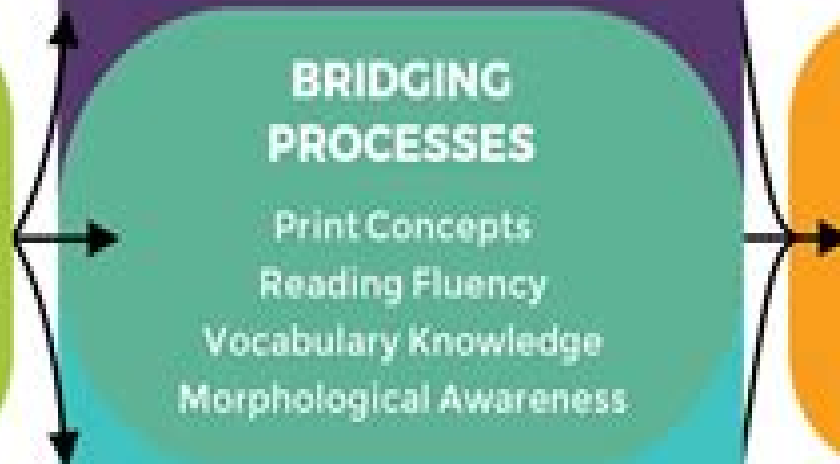 BRIDGING
PROCESSES
Print Concepts
Reading Fluency
Vocabulary Knowledge
Morphological Awareness